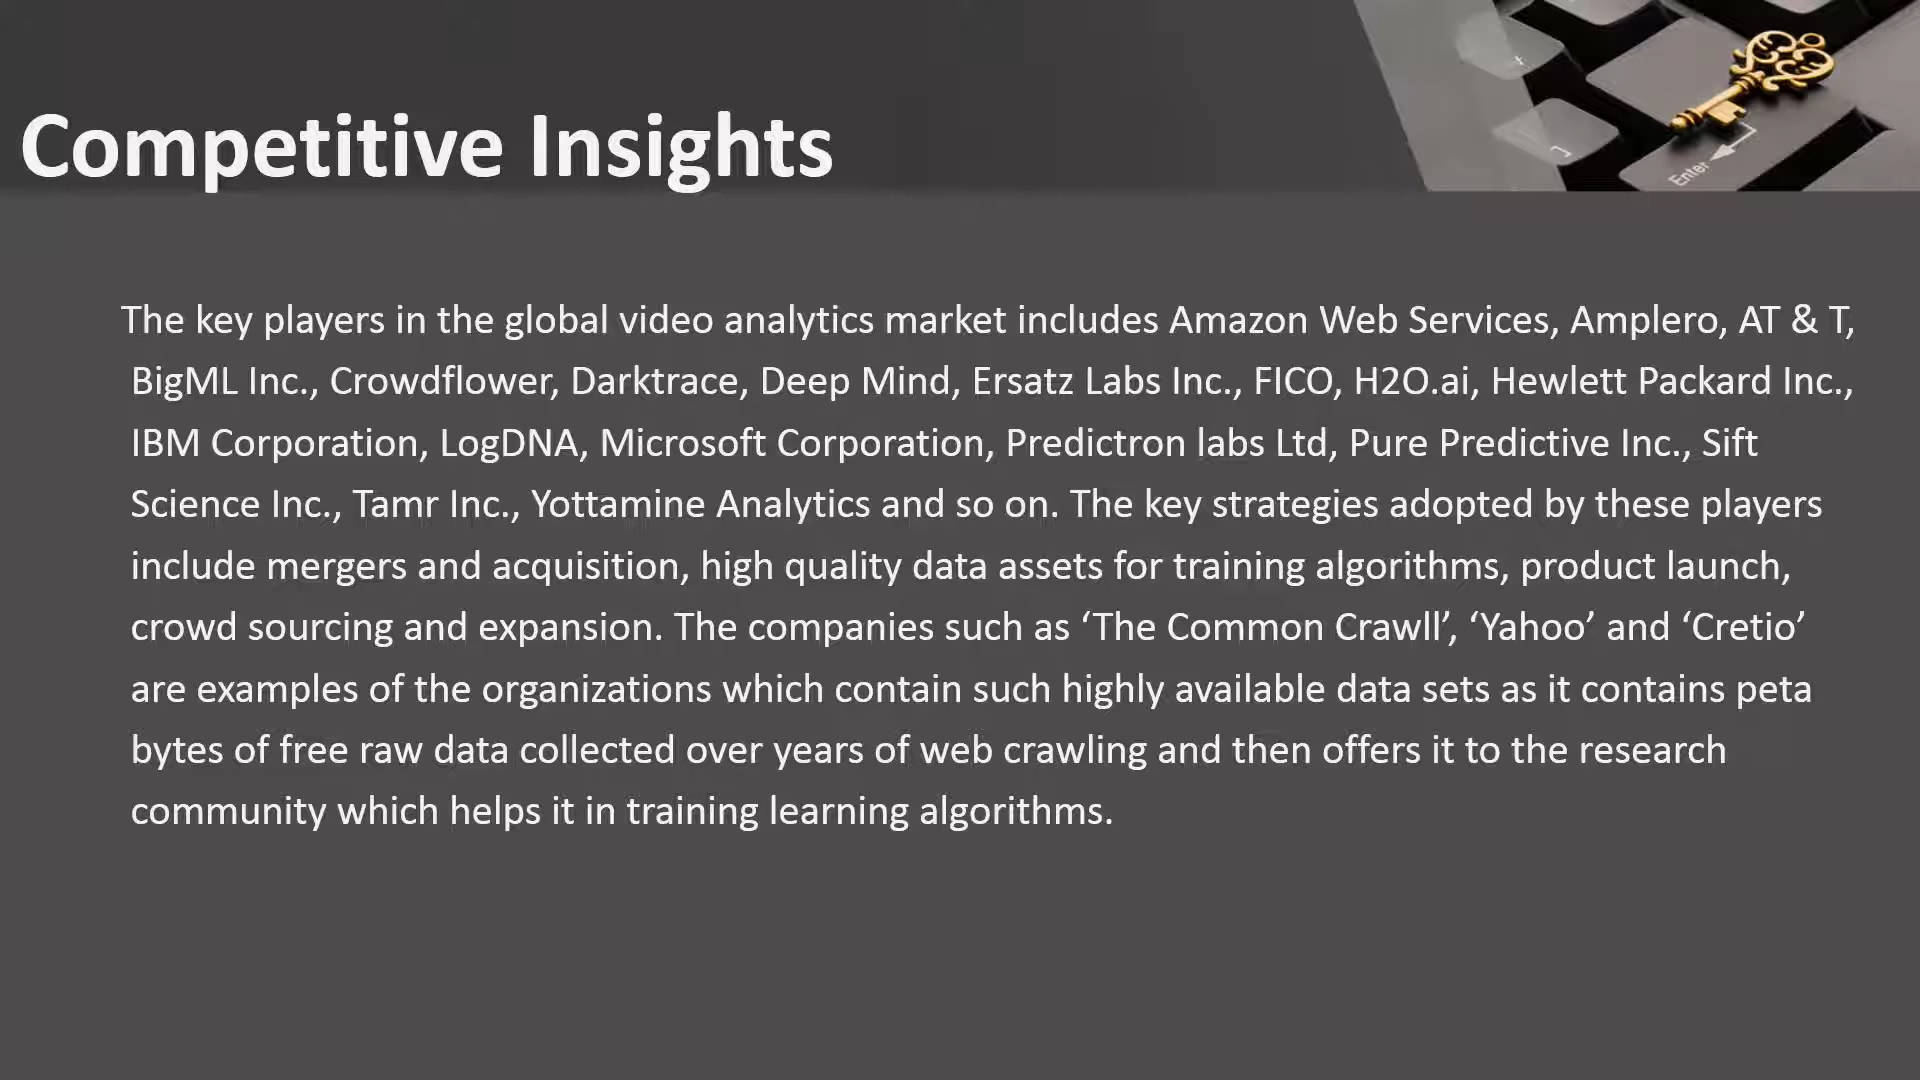 Competitive Insights
Enter
The key players in the global video analytics market includes Amazon Web Services, Amplero, AT & T,
BigML Inc., Crowdflower, Darktrace, Deep Mind, Ersatz Labs Inc., FICO, H2O.ai, Hewlett Packard Inc.,
IBM Corporation, LogDNA, Microsoft Corporation, Predictron labs Ltd, Pure Predictive Inc., Sift
Science Inc., Tamr Inc., Yottamine Analytics and so on. The key strategies adopted by these players
include mergers and acquisition, high quality data assets for training algorithms, product launch,
crowd sourcing and expansion. The companies such as ‘The Common Crawll’, ‘Yahoo’ and ‘Cretio’
are examples of the organizations which contain such highly available data sets as it contains peta
bytes of free raw data collected over years of web crawling and then offers it to the research
community which helps it in training learning algorithms.